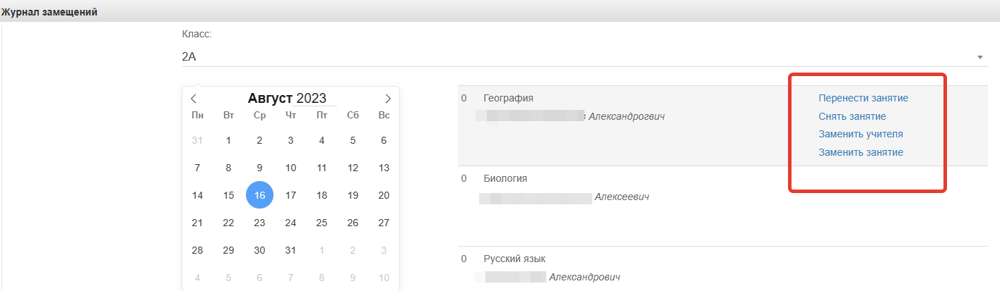 Журнал замещений
Класс:
2А
Август 2023
Пн Вт Ср Чт Пт Сб Вс
31 1 2 3 4 5 6
7 8 9 10 11 12 13
14 15 16 17 18 19 20
21 22 23 24 25 26 27
28 29 30 31 1 2 3
4 5 6 7 8 9 10
0 География
Александрогвич
Перенести занятие
Снять занятие
Заменить учителя
Заменить занятие
0 Биология
Алексеевич
0 Русский язык
Александрович